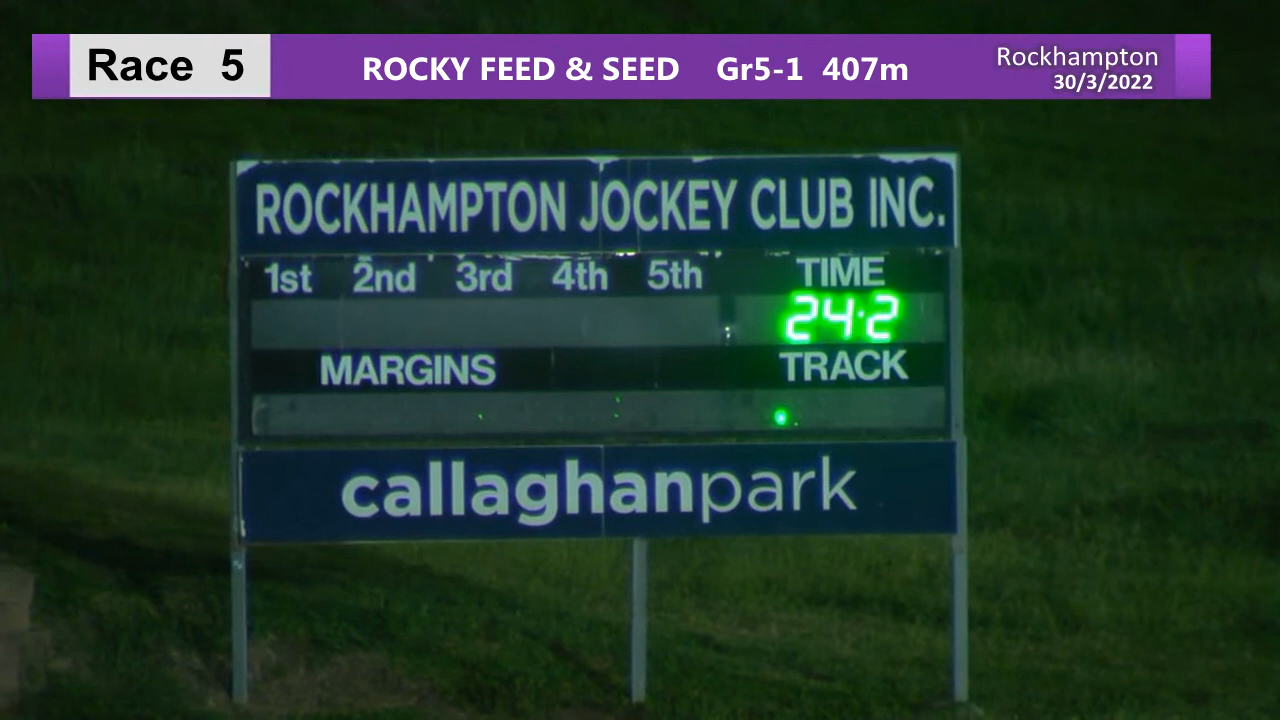 Race 5 ROCKY FEED & SEED Gr5-1 407m Rockhampton
30/3/2022
ROCKHAMPTON JOCKEY CLUB INC.
1st 2nd 3rd 4th 5th TIME
24.2
MARGINS TRACK
callaghanpark